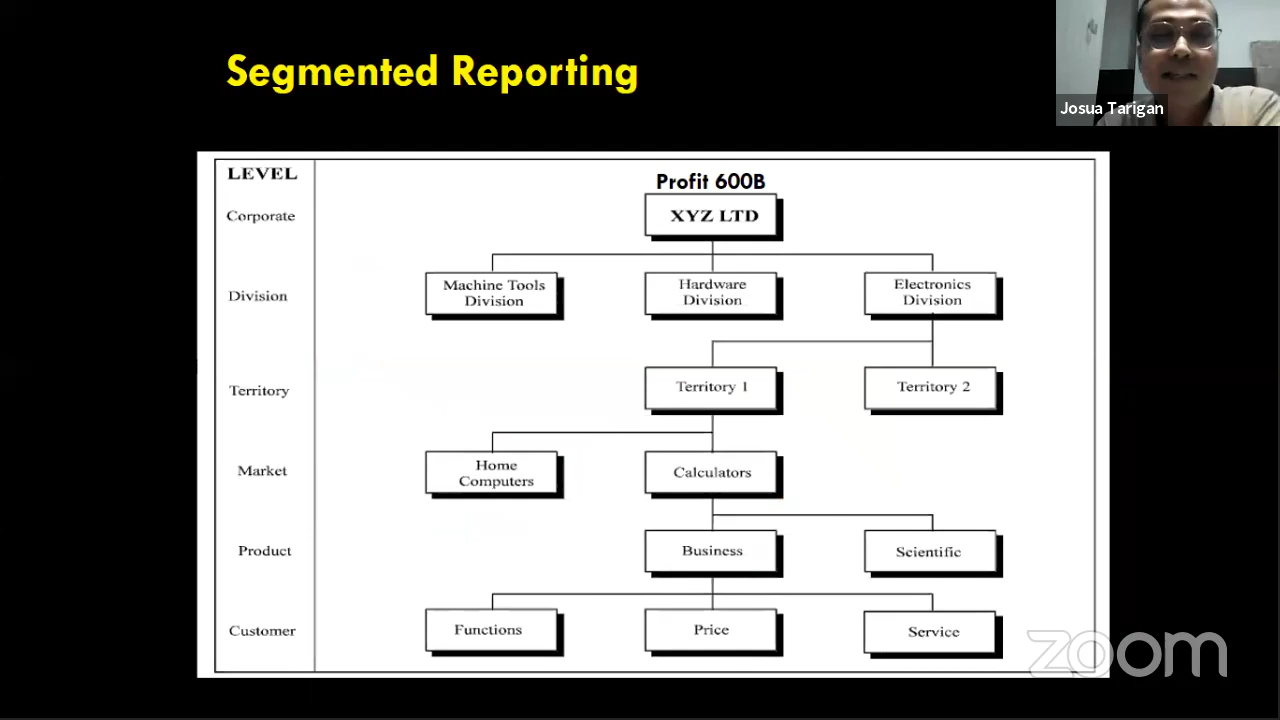 Segmented Reporting
Josua Tarigan
LEVEL
Profit 600B
Corporate
XYZ LTD
Division
Machine Tools
Division
Hardware
Division
Electronics
Division
Territory
Territory 1
Territory 2
Market
Home
Computers
Calculators
Product
Business
Scientific
Customer
Functions
Price
Service
zoom